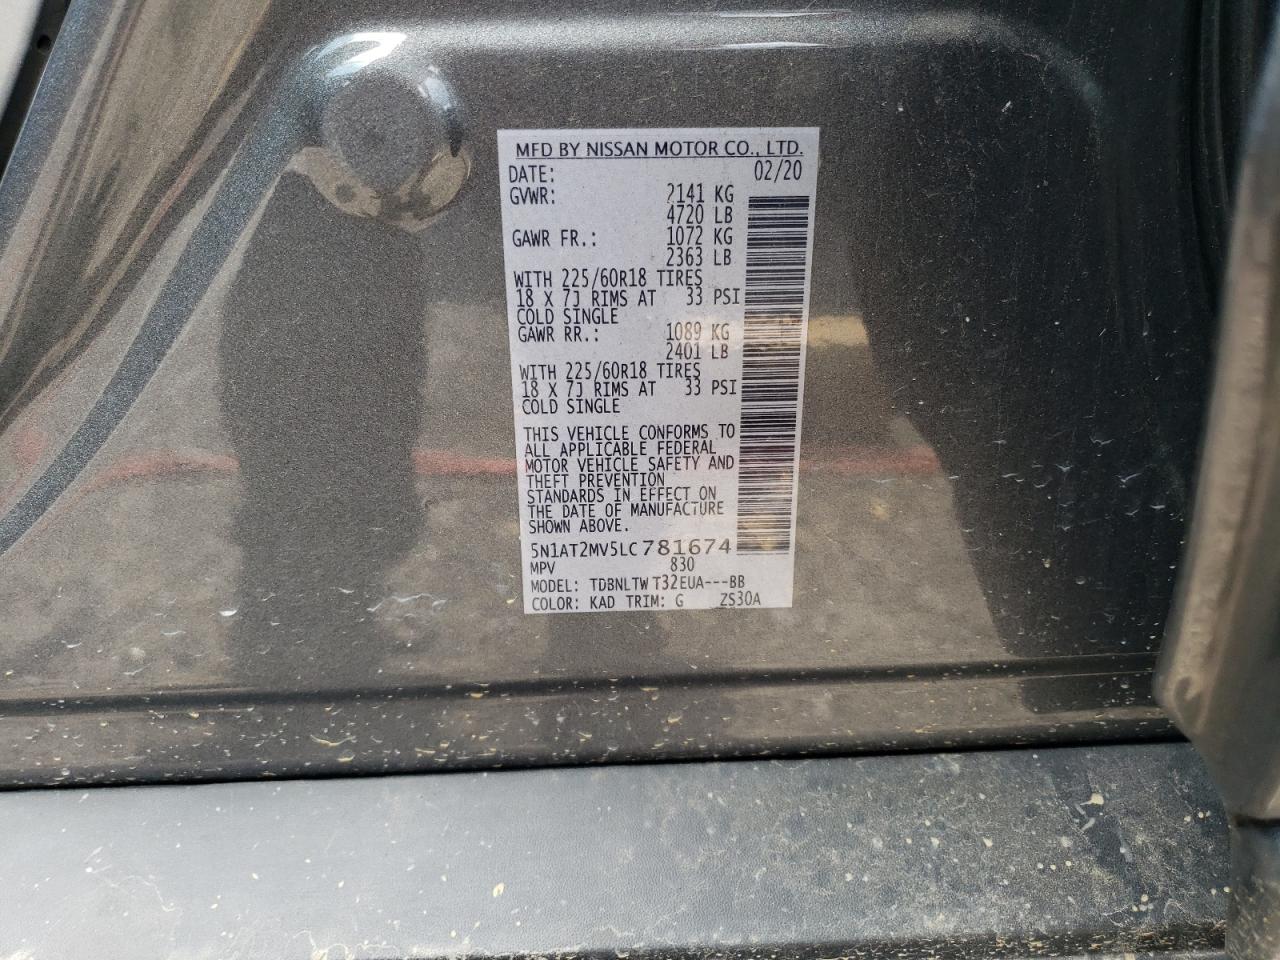 MFD BY NISSAN MOTOR CO., LTD.
DATE: 02/20
GVWR: 2141 KG
4720 LB
GAWR FR.: 1072 KG
2363 LB
WITH 225/60R18 TIRES
18 X 7J RIMS AT 33 PSI
COLD SINGLE
GAWR RR.: 1089 KG
2401 LB
WITH 225/60R18 TIRES
18 X 7J RIMS AT 33 PSI
COLD SINGLE
THIS VEHICLE CONFORMS TO
ALL APPLICABLE FEDERAL
MOTOR VEHICLE SAFETY AND
THEFT PREVENTION
STANDARDS IN EFFECT ON
THE DATE OF MANUFACTURE
SHOWN ABOVE.
5N1AT2MV5LC781674
MPV 830
MODEL: TDBNLTWT32EUA---BB
COLOR: KAD TRIM: G ZS30A